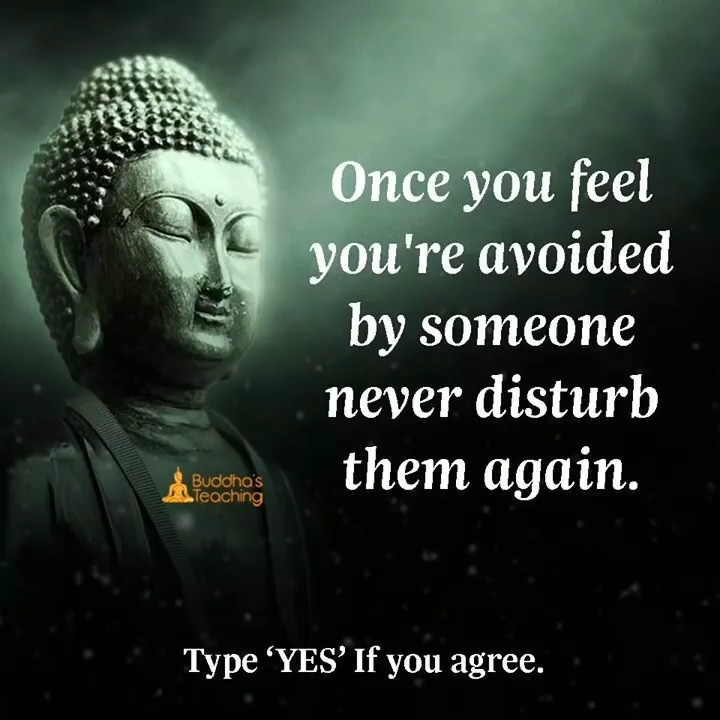 Once you feel
you're avoided
by someone
never disturb
them again.
Buddha's
Teaching
Type ‘YES’ If you agree.